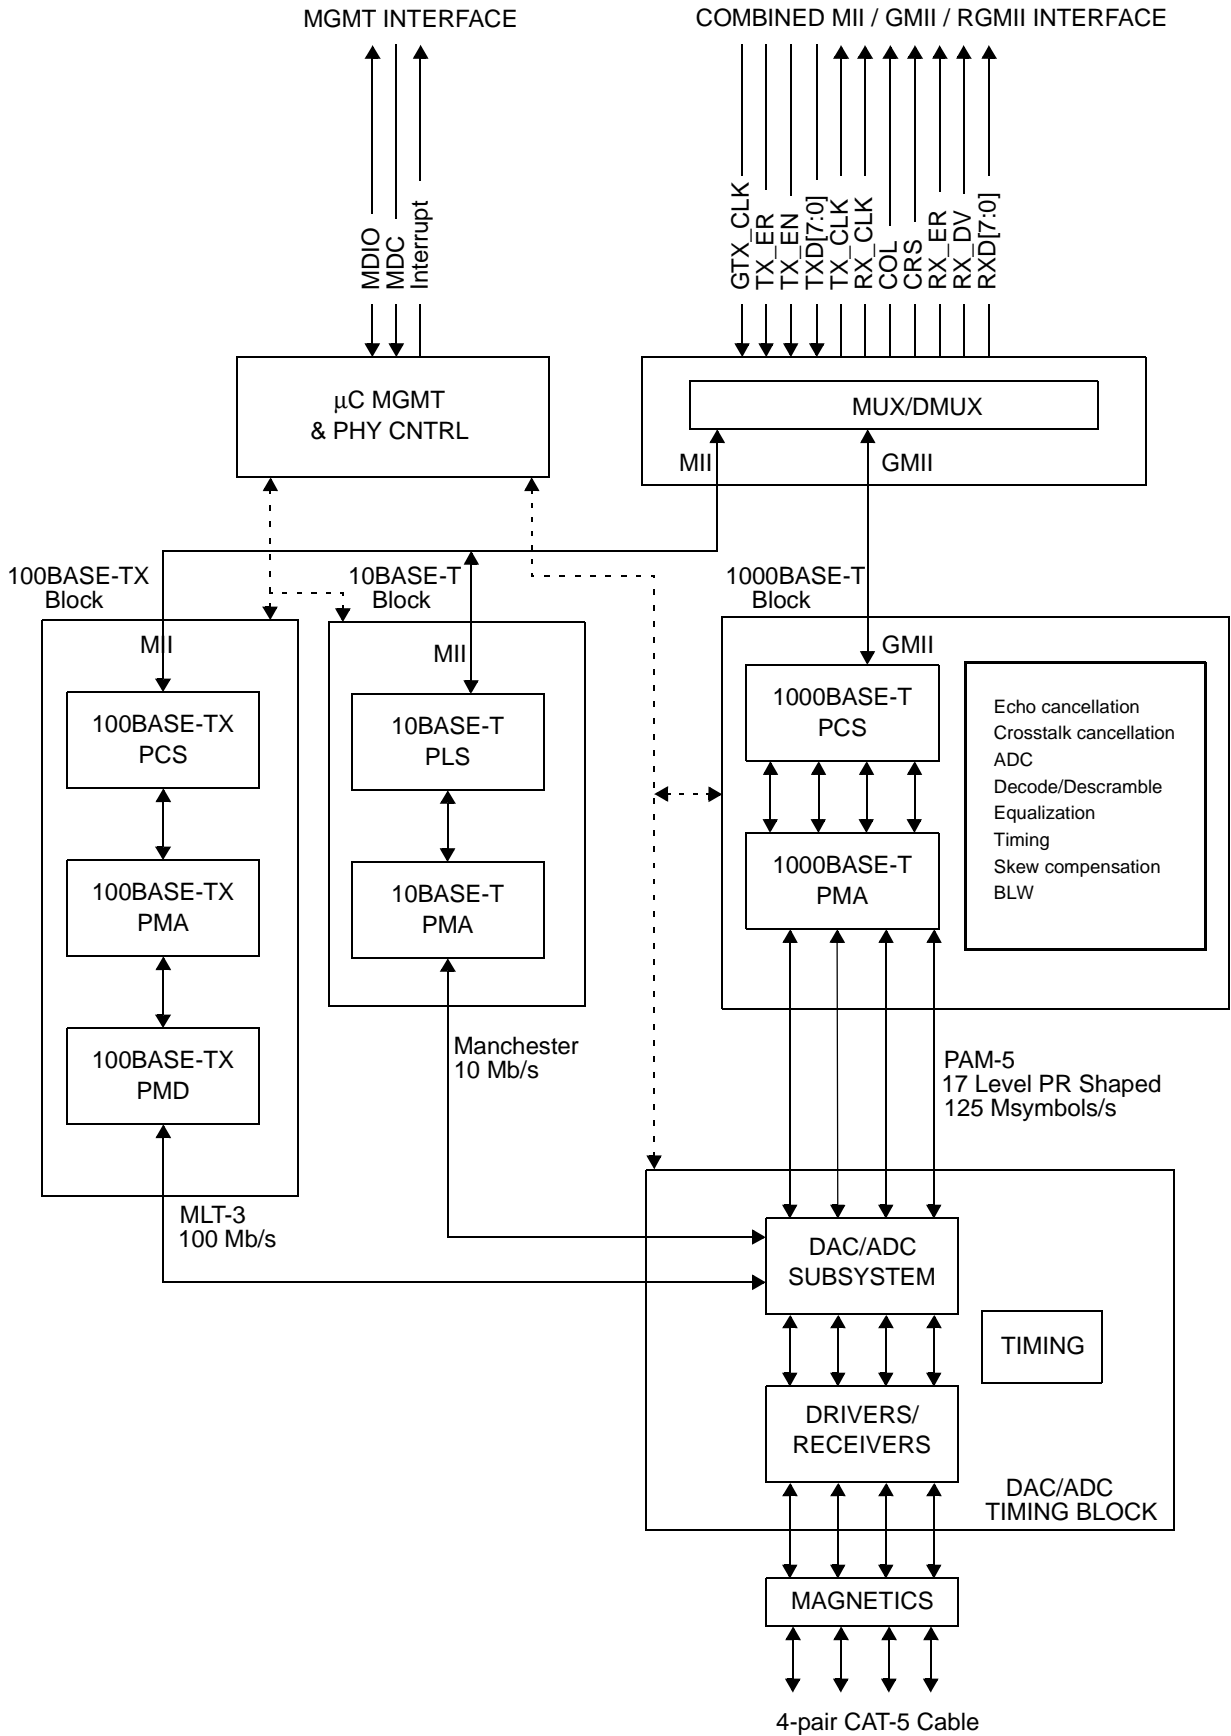 MGMT INTERFACE
COMBINED MII / GMII / RGMII INTERFACE
MDIO
MDC
Interrupt
GTX_CLK
TX_ER
TX_EN
TXD[7:0]
TX_CLK
RX_CLK
COL
CRS
RX_ER
RX_DV
RXD[7:0]
µC MGMT
& PHY CNTRL
MUX/DMUX
MII
GMII
100BASE-TX
Block
10BASE-T
Block
1000BASE-T
Block
MII
100BASE-TX
PCS
100BASE-TX
PMA
100BASE-TX
PMD
MII
10BASE-T
PLS
10BASE-T
PMA
GMII
1000BASE-T
PCS
1000BASE-T
PMA
Echo cancellation
Crosstalk cancellation
ADC
Decode/Descramble
Equalization
Timing
Skew compensation
BLW
Manchester
10 Mb/s
PAM-5
17 Level PR Shaped
125 Msymbols/s
MLT-3
100 Mb/s
DAC/ADC
SUBSYSTEM
TIMING
DRIVERS/
RECEIVERS
DAC/ADC
TIMING BLOCK
MAGNETICS
4-pair CAT-5 Cable